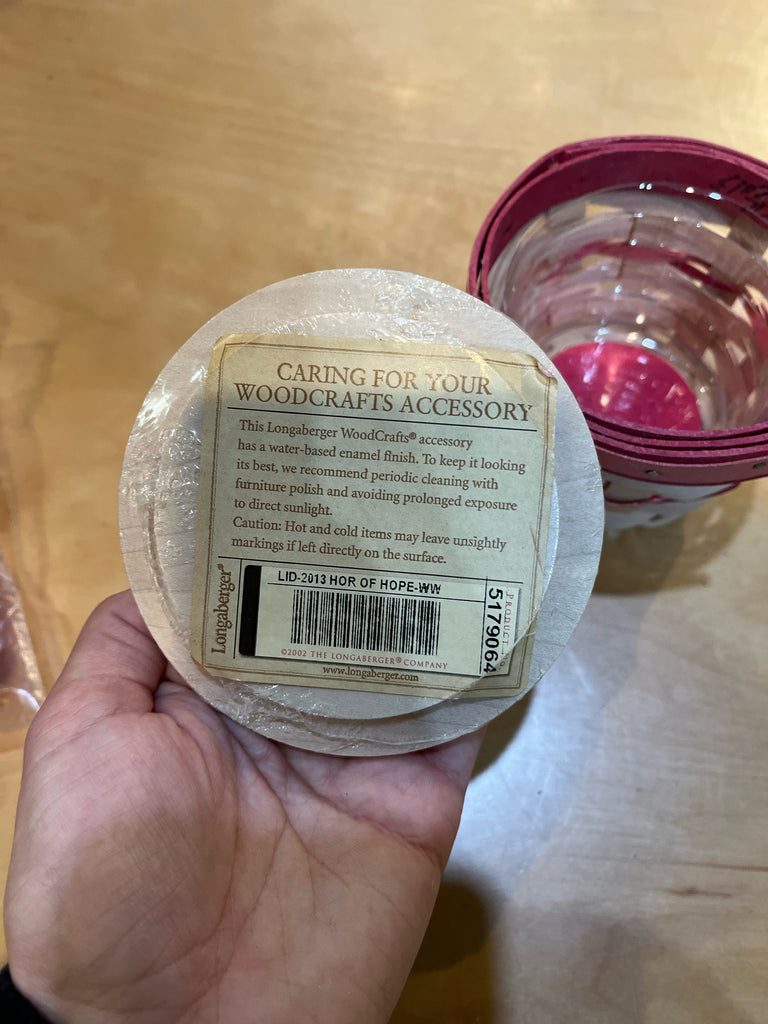 CARING FOR YOUR
WOODCRAFTS ACCESSORY
This Longaberger WoodCrafts® accessory
has a water-based enamel finish. To keep it looking
its best, we recommend periodic cleaning with
furniture polish and avoiding prolonged exposure
to direct sunlight.
Caution: Hot and cold items may leave unsightly
markings if left directly on the surface.
Longaberger®
LID-2013 HOR OF HOPE-WW
©2002 THE LONGABERGER® COMPANY
www.longaberger.com
PRODUCT NO
5179064